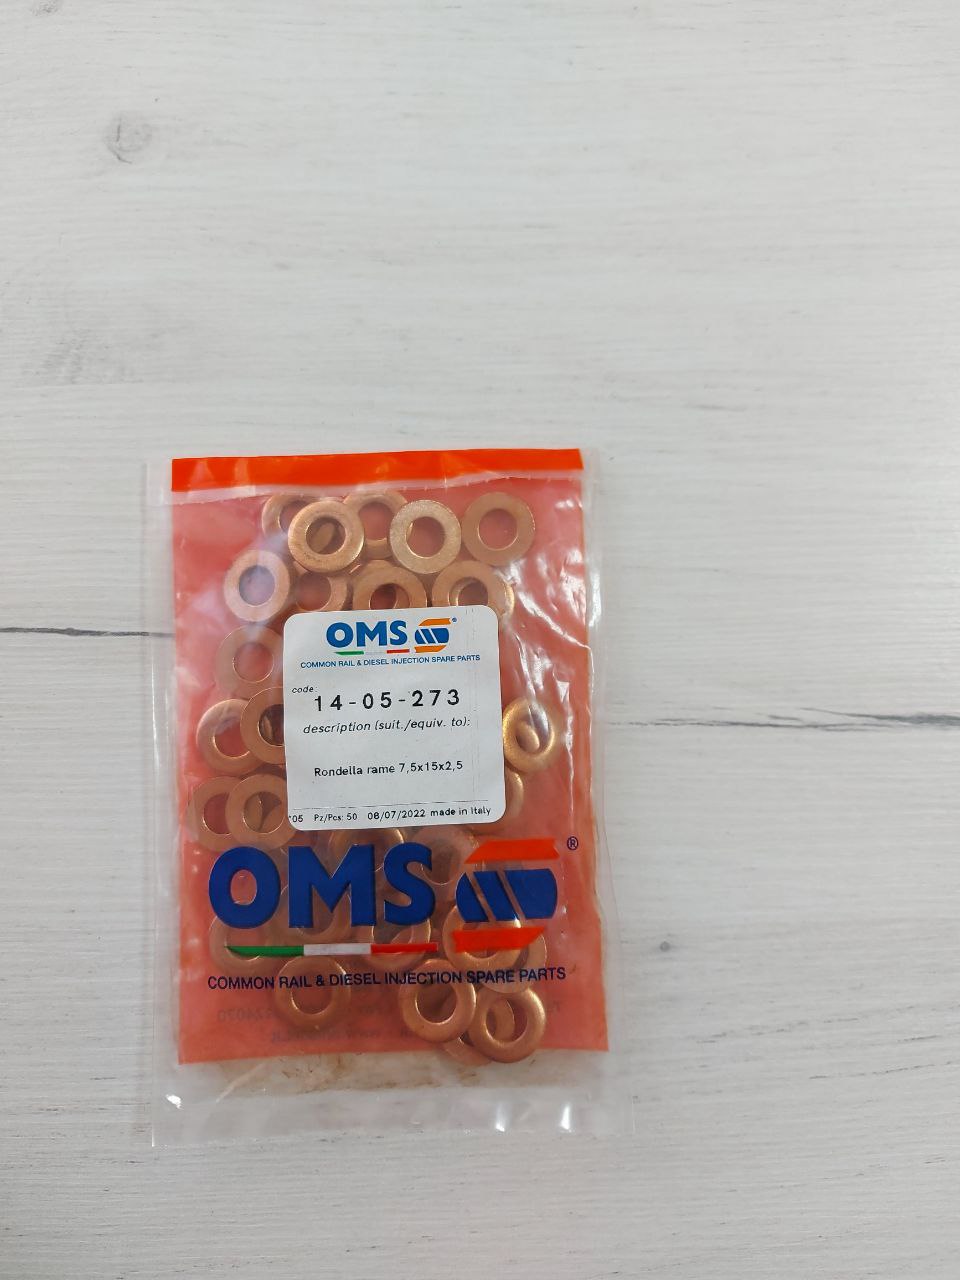 OMS®
COMMON RAIL & DIESEL INJECTION SPARE PARTS
code:
14-05-273
description (suit./equiv. to):
Rondella rame 7,5x15x2,5
05 Pz/Pcs: 50 08/07/2022 made in Italy
OMS®
COMMON RAIL & DIESEL INJECTION SPARE PARTS